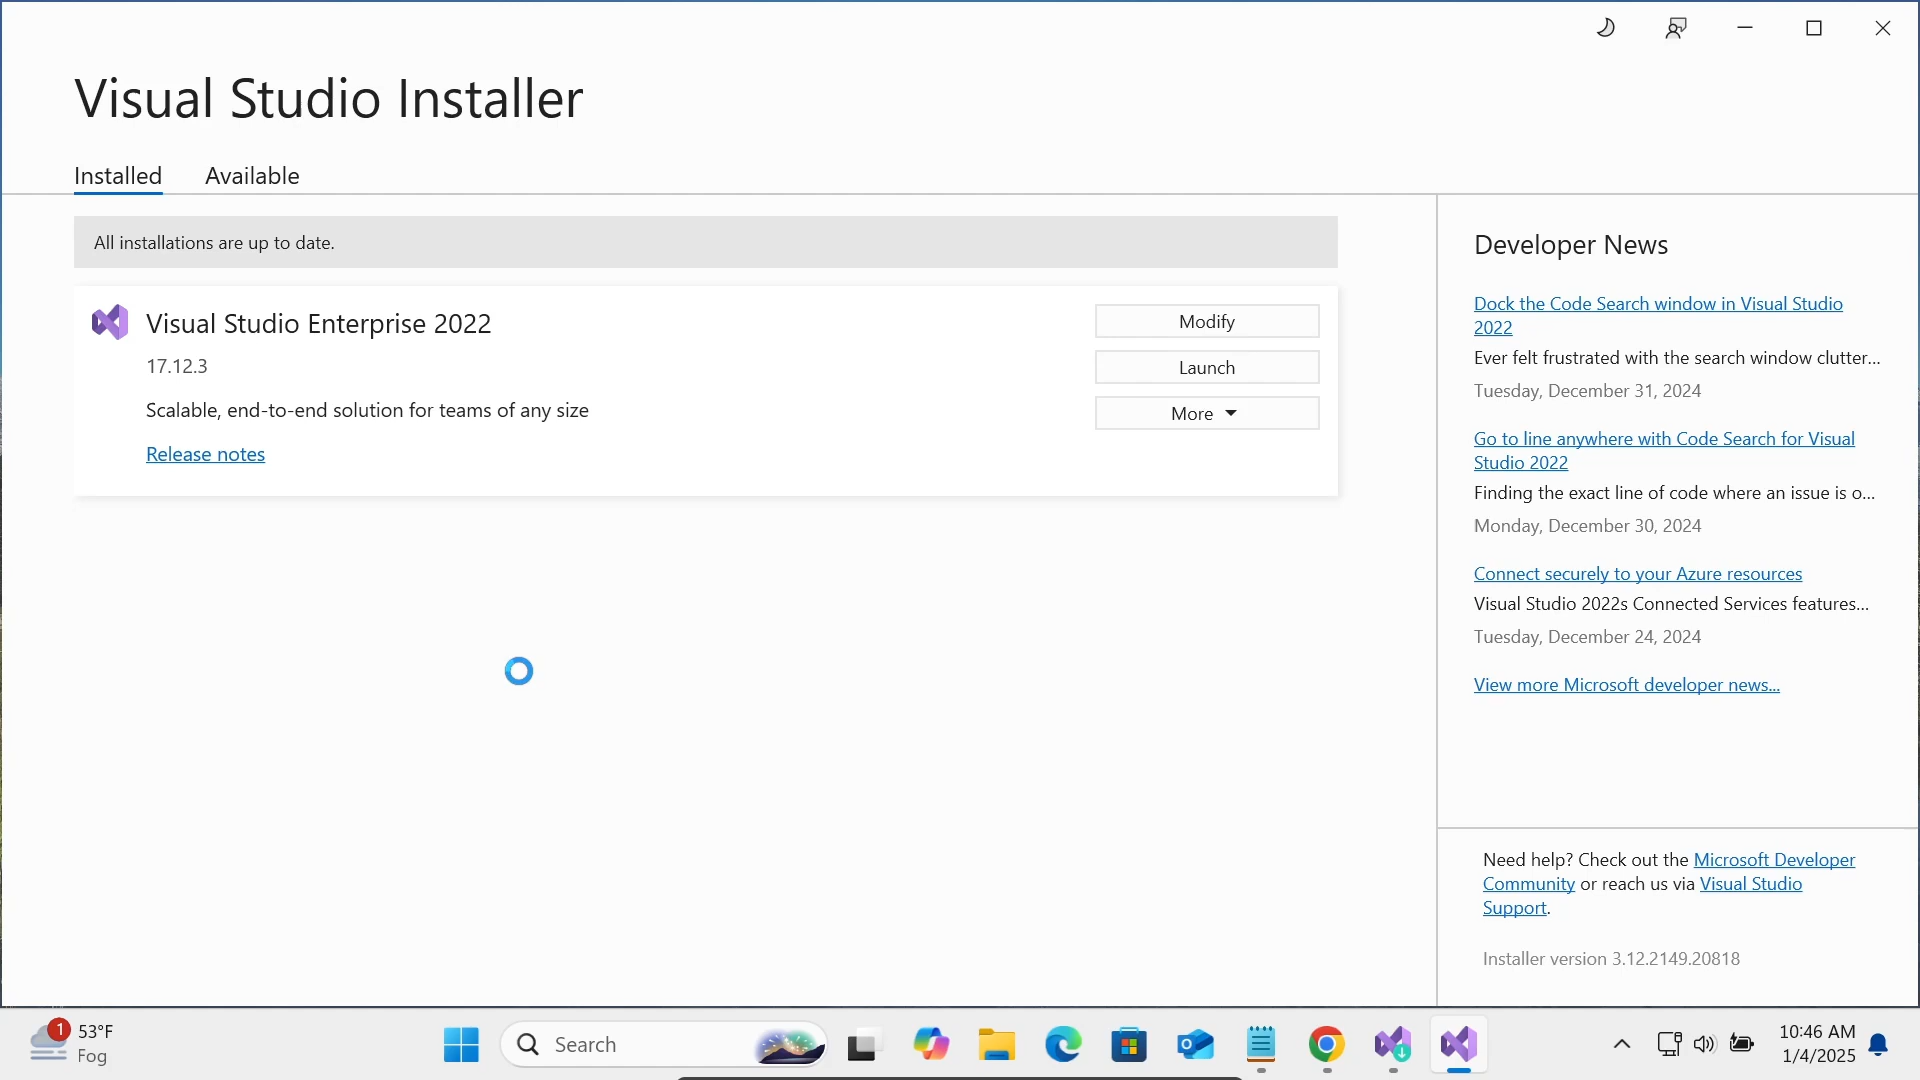 Visual Studio Installer
Installed
Available
All installations are up to date.
Visual Studio Enterprise 2022
17.12.3
Scalable, end-to-end solution for teams of any size
Release notes
Modify
Launch
More
Developer News
Dock the Code Search window in Visual Studio
2022
Ever felt frustrated with the search window clutter...
Tuesday, December 31, 2024
Go to line anywhere with Code Search for Visual
Studio 2022
Finding the exact line of code where an issue is o...
Monday, December 30, 2024
Connect securely to your Azure resources
Visual Studio 2022s Connected Services features...
Tuesday, December 24, 2024
View more Microsoft developer news...
Need help? Check out the Microsoft Developer
Community or reach us via Visual Studio
Support.
Installer version 3.12.2149.20818
1
53°F
Fog
Search
10:46 AM
1/4/2025